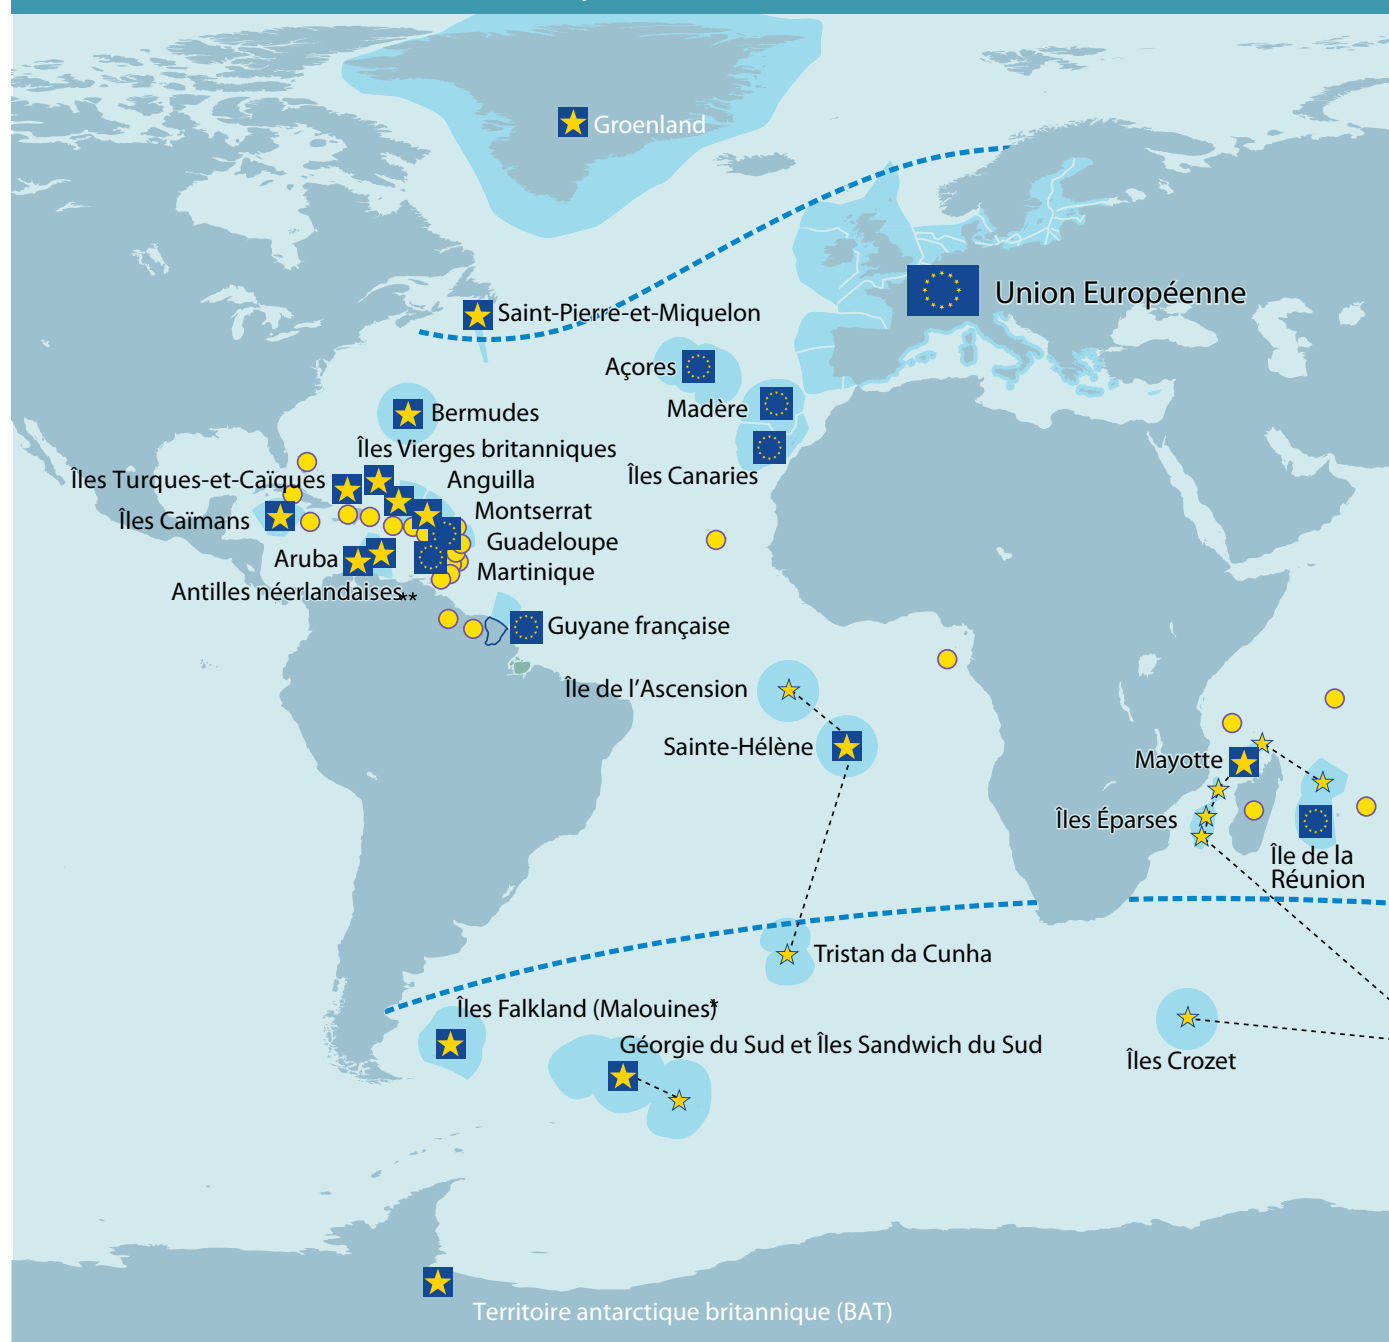 Groenland
Union Européenne
Saint-Pierre-et-Miquelon
Açores
Madère
Bermudes
Îles Vierges britanniques
Îles Canaries
Îles Turques-et-Caïques
Anguilla
Îles Caïmans
Montserrat
Guadeloupe
Aruba
Martinique
Antilles néerlandaises**
Guyane française
Île de l'Ascension
Sainte-Hélène
Mayotte
Îles Éparses
Île de la
Réunion
Tristan da Cunha
Îles Falkland (Malouines)*
Géorgie du Sud et Îles Sandwich du Sud
Îles Crozet
Territoire antarctique britannique (BAT)